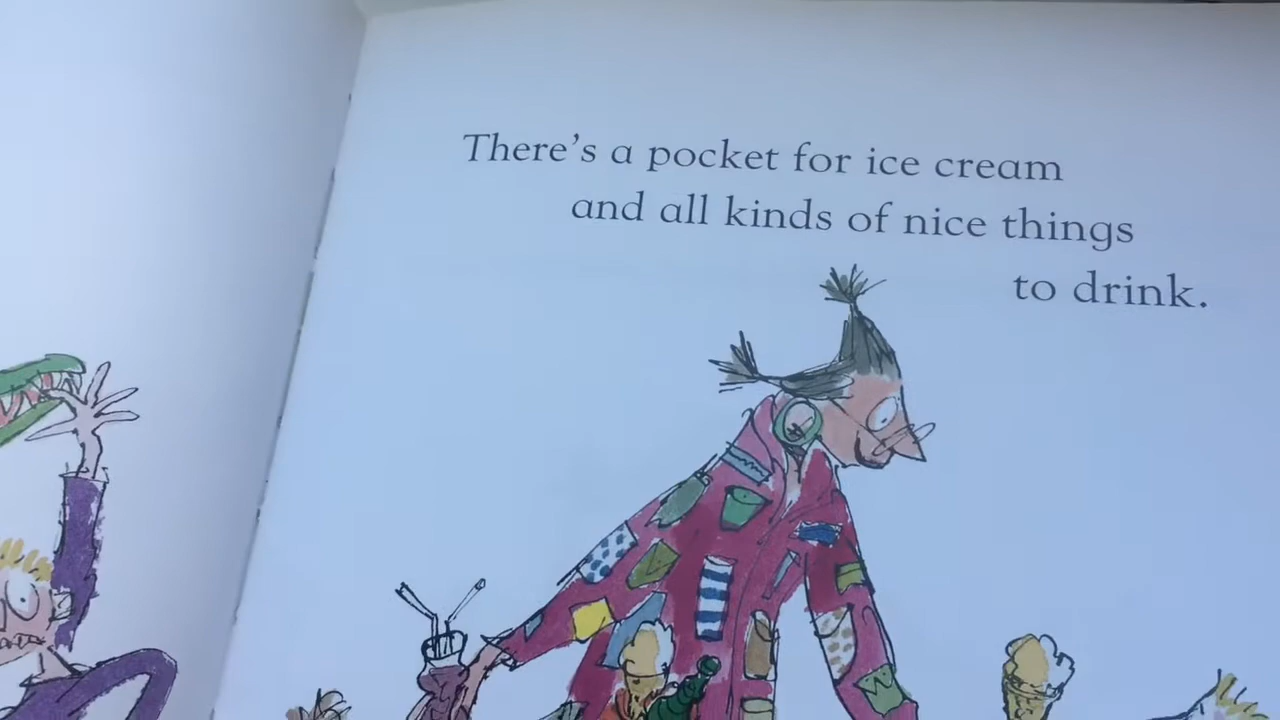 There's a pocket for ice cream
and all kinds of nice things
to drink.